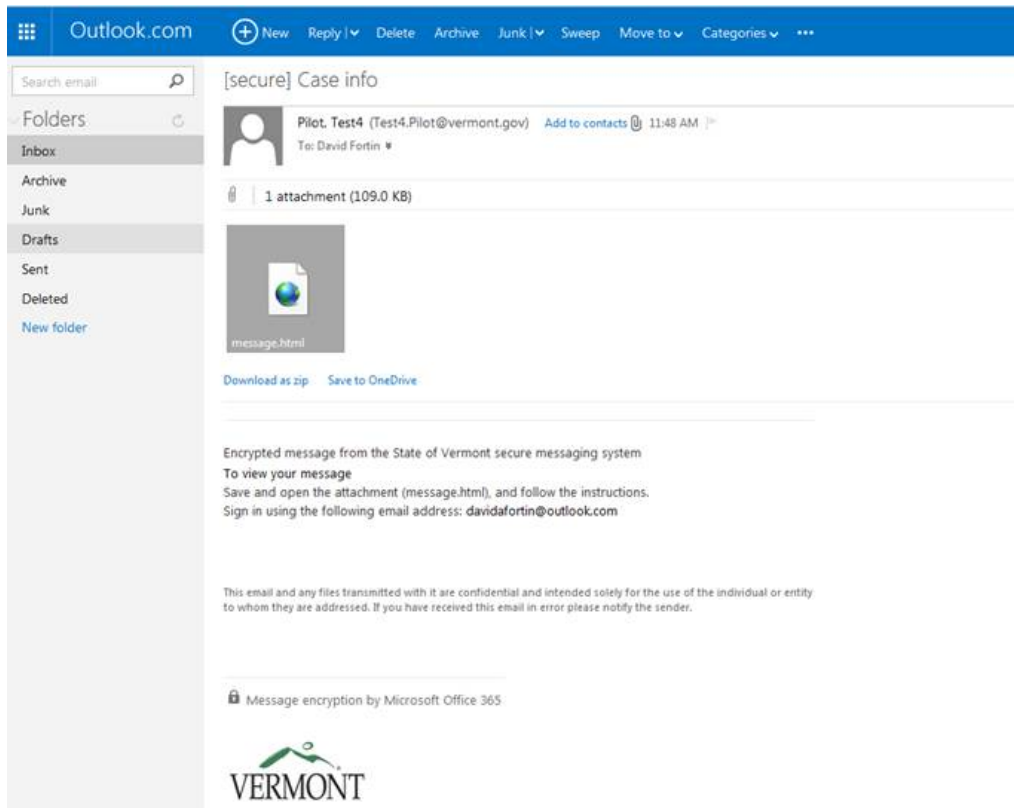 Outlook.com New Reply Delete Archive Junk Sweep Move to Categories •••
Search email
Folders
Inbox
Archive
Junk
Drafts
Sent
Deleted
New folder
[secure] Case info
Pilot, Test4 (Test4.Pilot@vermont.gov) Add to contacts 11:48 AM
To: David Fortin
1 attachment (109.0 KB)
message.html
Download as zip Save to OneDrive
Encrypted message from the State of Vermont secure messaging system
To view your message
Save and open the attachment (message.html), and follow the instructions.
Sign in using the following email address: davidafortin@outlook.com
This email and any files transmitted with it are confidential and intended solely for the use of the individual or entity
to whom they are addressed. If you have received this email in error please notify the sender.
Message encryption by Microsoft Office 365
VERMONT